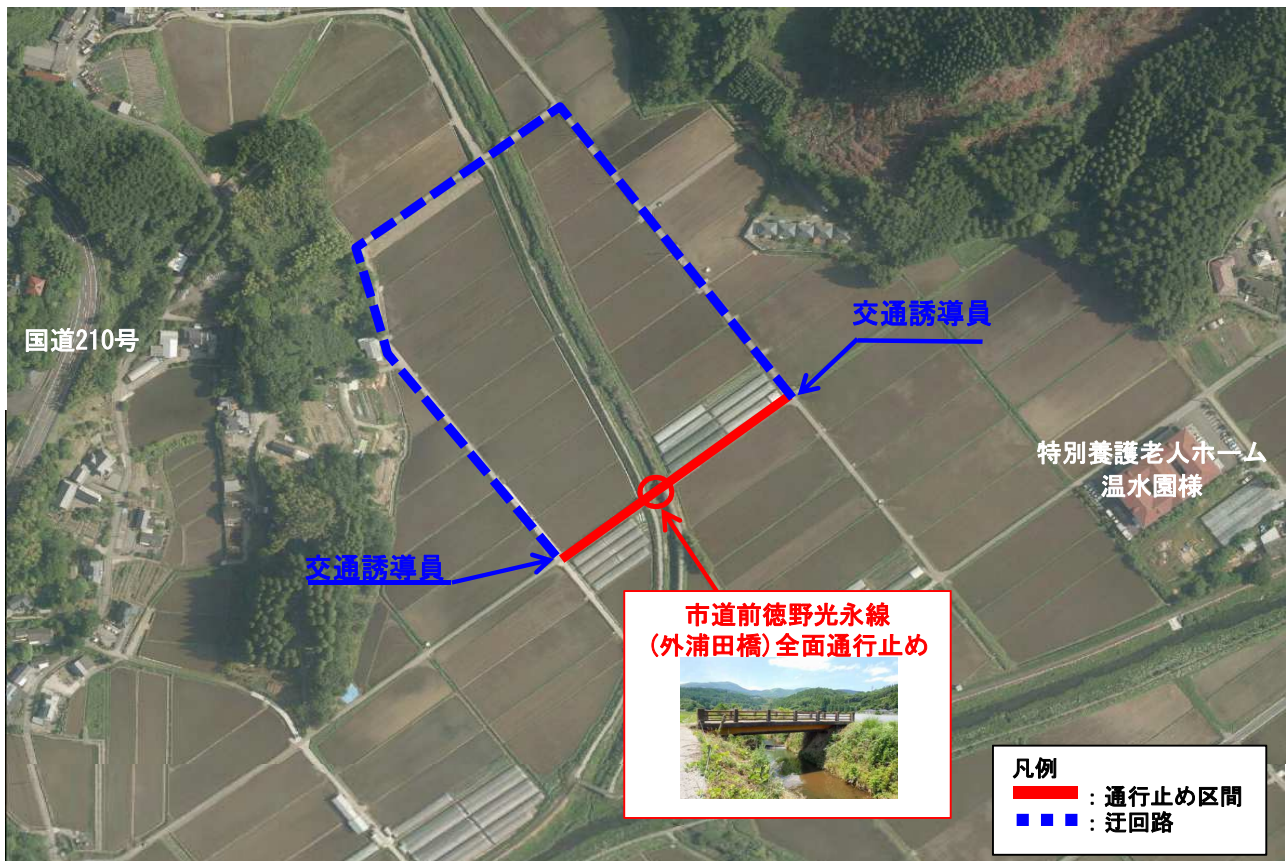 国道210号
交通誘導員
特別養護老人ホーム
温水園様
交通誘導員
市道前徳野光永線
(外浦田橋)全面通行止め
凡例
：通行止め区間
：迂回路